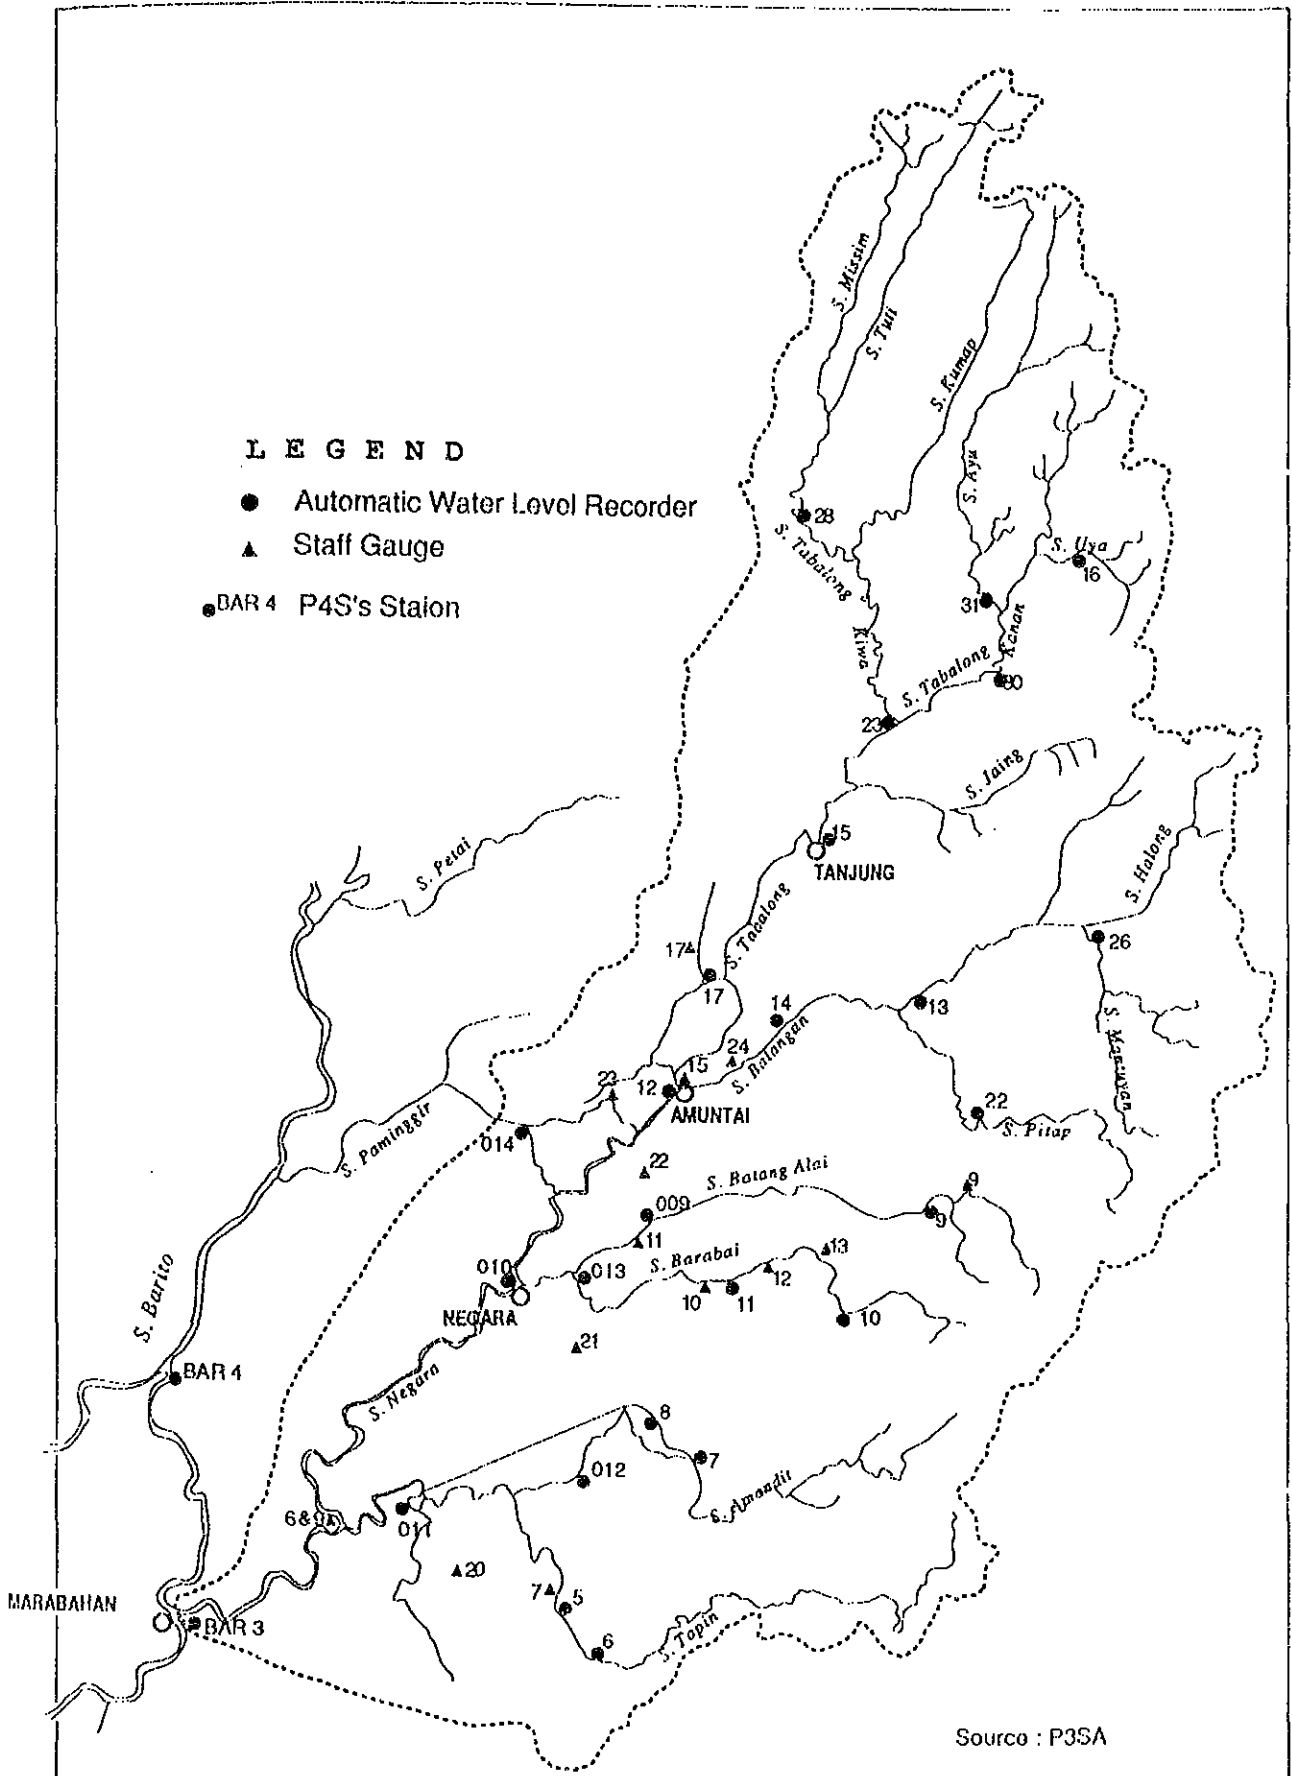 S. Missim
S. Tuli
S. Kumap
L E G E N D
● Automatic Water Level Recorder
▲ Staff Gauge
● BAR 4 P4S's Staion
S. Ayu
28
S. Tabalong
Kiwa
S. Uya
16
31
Kanan
S. Tabalong
30
23
S. Jaing
15
TANJUNG
S. Petai
S. Halong
S. Tabalong
17
17
26
13
14
S. Balangan
24
15
12
AMUNTAI
23
S. Paminggir
014
22
S. Pitap
22
S. Batang Alai
009
9
9
11
S. Barabai
13
12
010
013
10
11
10
NEGARA
21
S. Barito
BAR 4
S. Negara
8
7
012
S. Amandit
6&9
011
20
7
5
6
S. Tapin
MARABAHAN
BAR 3
Source : P3SA